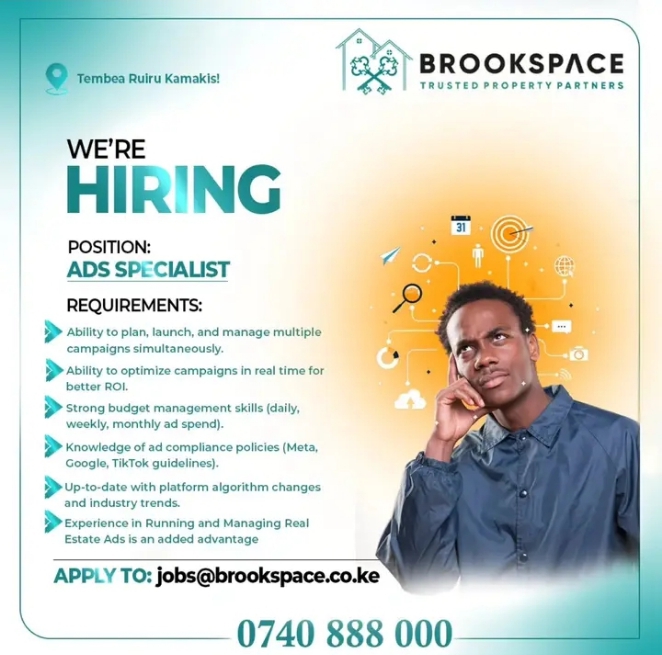 Tembea Ruiru Kamakis!
BROOKSPACE
TRUSTED PROPERTY PARTNERS
WE'RE
HIRING
POSITION:
ADS SPECIALIST
REQUIREMENTS:
Ability to plan, launch, and manage multiple
campaigns simultaneously.
Ability to optimize campaigns in real time for
better ROI.
Strong budget management skills (daily,
weekly, monthly ad spend).
Knowledge of ad compliance policies (Meta,
Google, TikTok guidelines).
Up-to-date with platform algorithm changes
and industry trends.
Experience in Running and Managing Real
Estate Ads is an added advantage
31
APPLY TO: jobs@brookspace.co.ke
0740 888 000